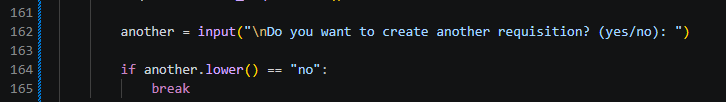 161
162 another = input("\nDo you want to create another requisition? (yes/no): ")
163
164 if another.lower() == "no":
165 break